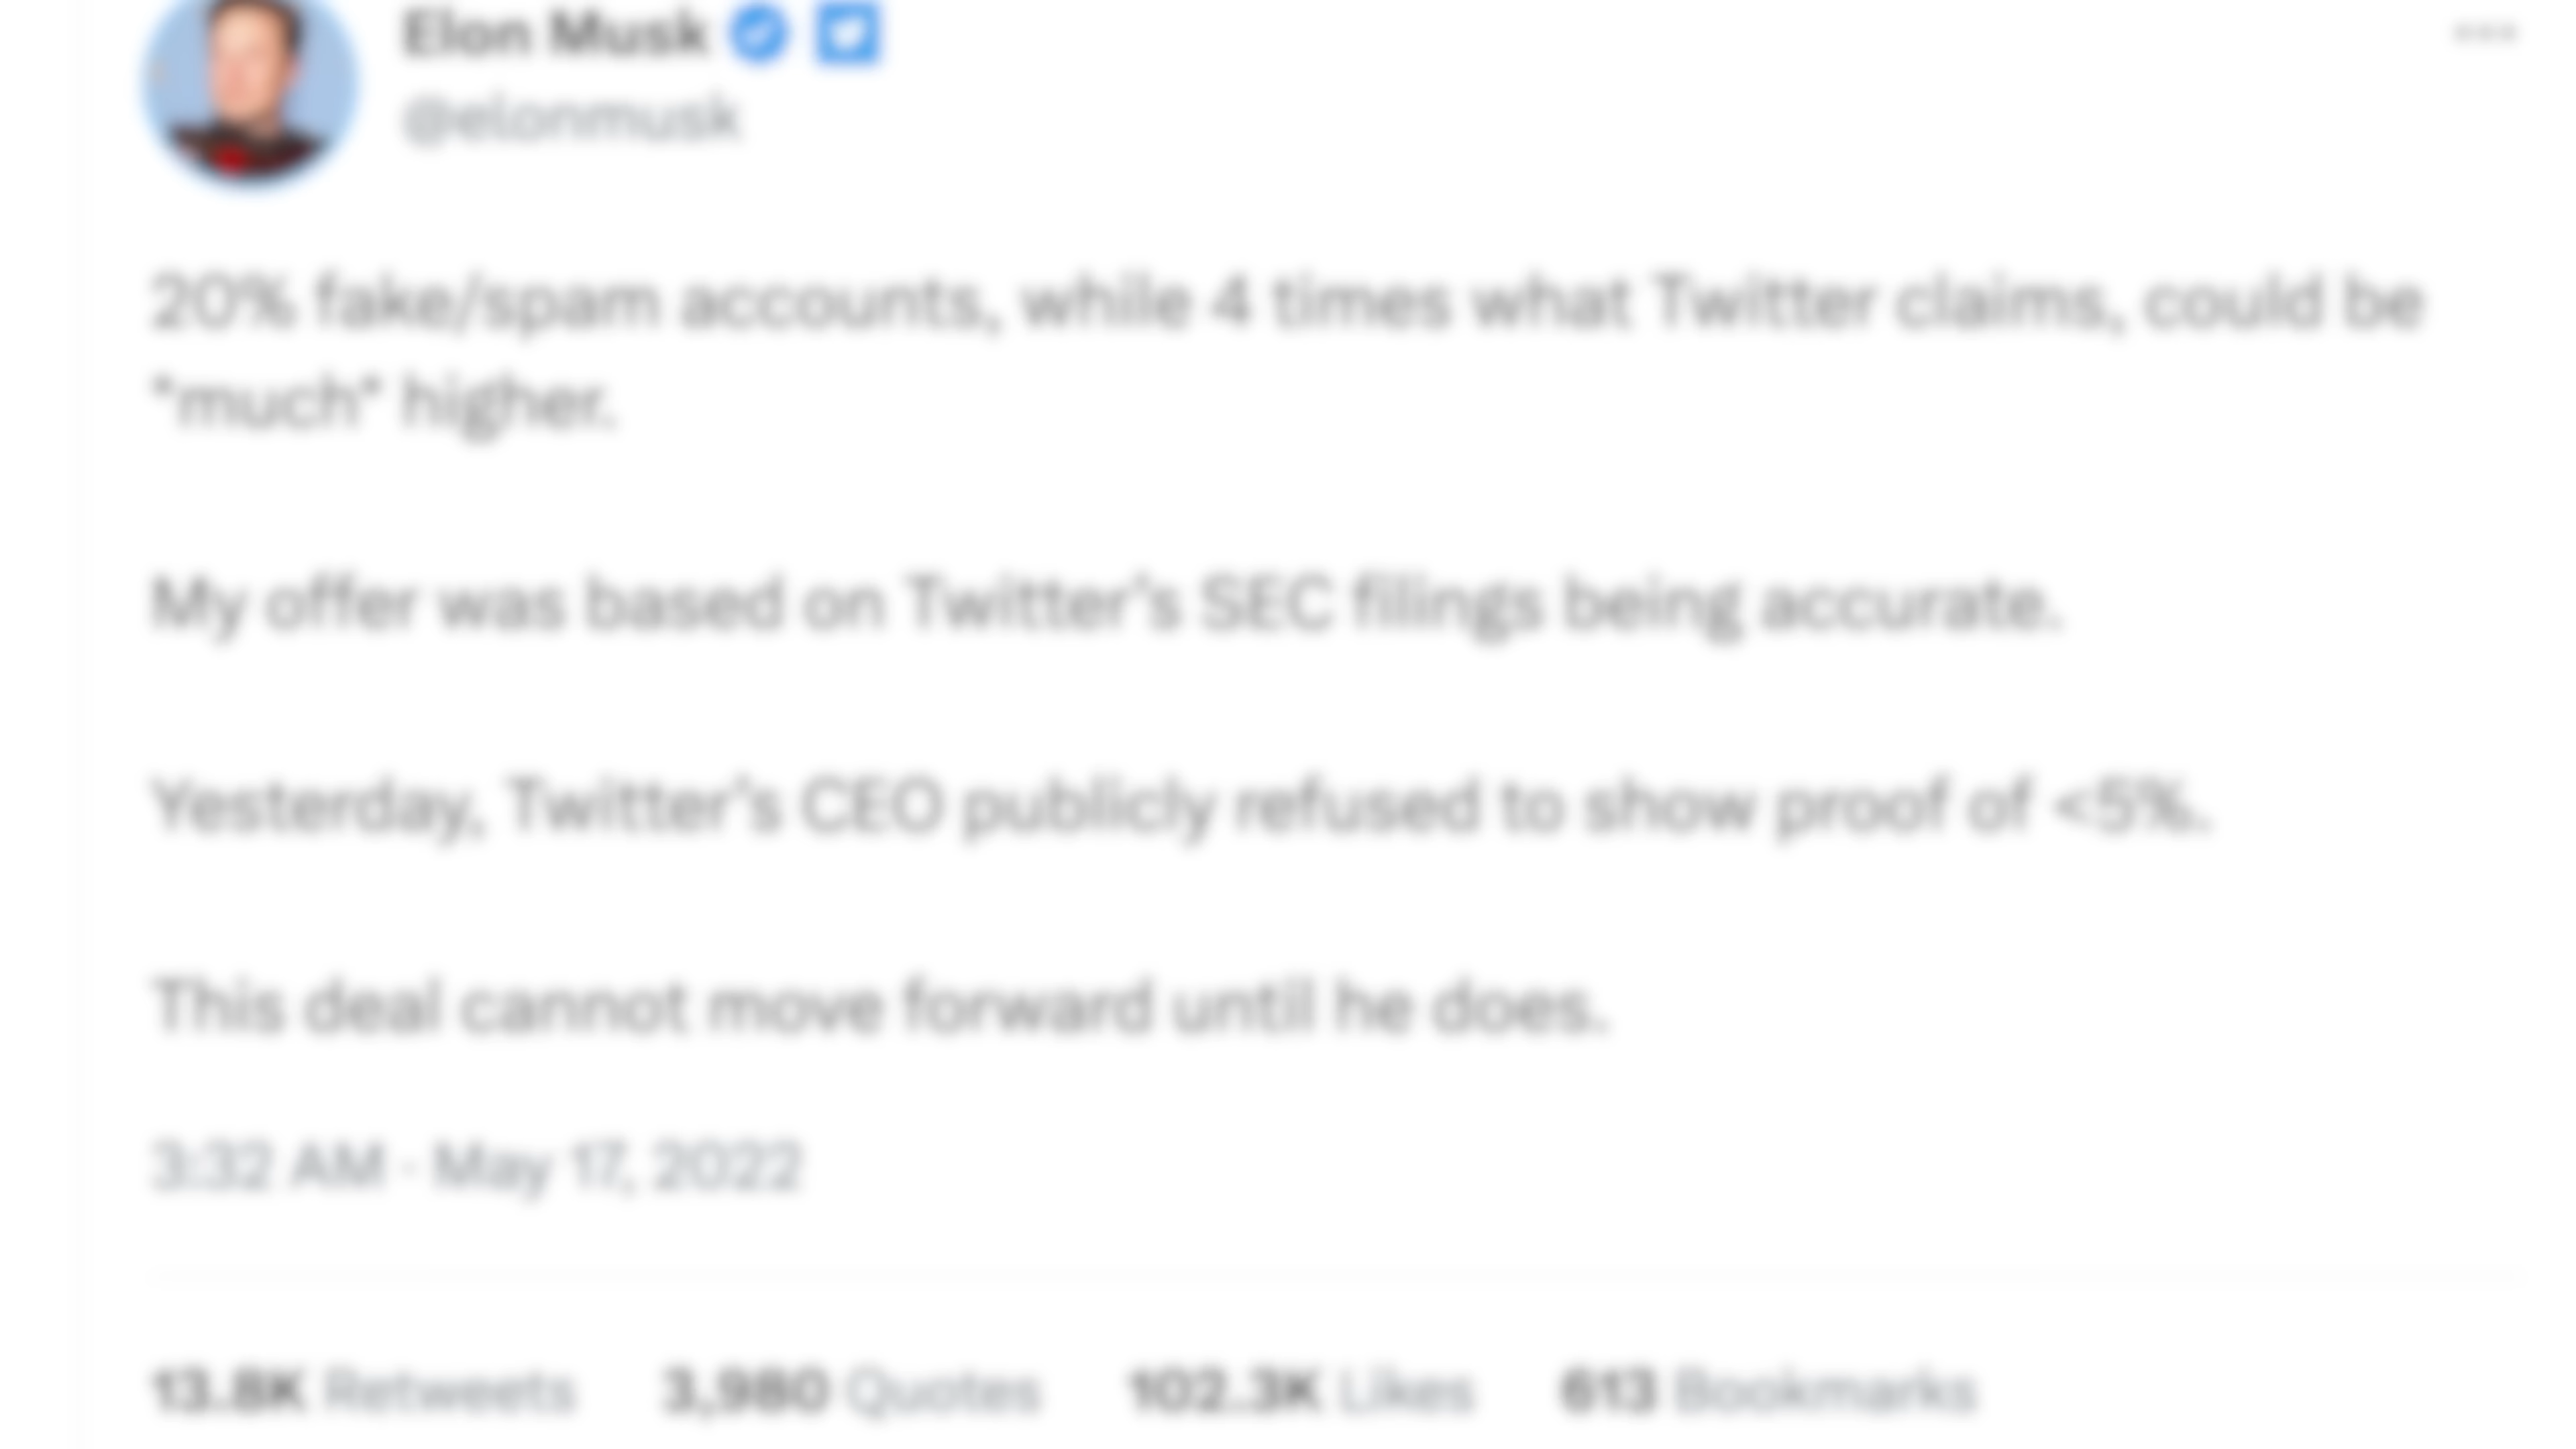 Elon Musk
@elonmusk
20% fake/spam accounts, while 4 times what Twitter claims, could be
*much* higher.
My offer was based on Twitter's SEC filings being accurate.
Yesterday, Twitter's CEO publicly refused to show proof of <5%.
This deal cannot move forward until he does.
3:32 AM · May 17, 2022
13.8K Retweets 3,980 Quotes 102.3K Likes 613 Bookmarks